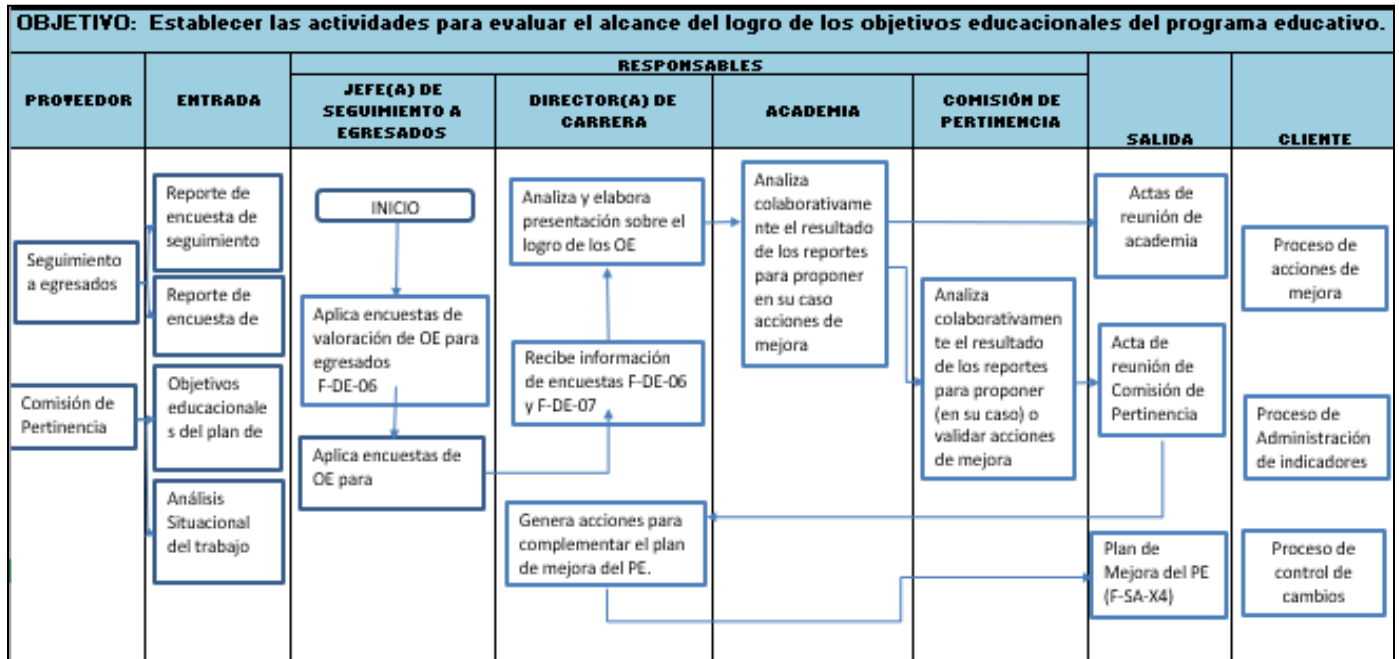 OBJETIVO: Establecer las actividades para evaluar el alcance del logro de los objetivos educacionales del programa educativo.
RESPONSABLES
PROVEEDOR
ENTRADA
JEFE(A) DE
SEGUIMIENTO A
EGRESADOS
DIRECTOR(A) DE
CARRERA
ACADEMIA
COMISIÓN DE
PERTINENCIA
SALIDA
CLIENTE
Seguimiento
a egresados
Comisión de
Pertinencia
Reporte de
encuesta de
seguimiento
Reporte de
encuesta de
Objetivos
educacionale
s del plan de
Análisis
Situacional
del trabajo
INICIO
Aplica encuestas de
valoración de OE para
egresados
F-DE-06
Aplica encuestas de
OE para
Analiza y elabora
presentación sobre el
logro de los OE
Recibe información
de encuestas F-DE-06
y F-DE-07
Genera acciones para
complementar el plan
de mejora del PE.
Analiza
colaborativame
nte el resultado
de los reportes
para proponer
en su caso
acciones de
mejora
Analiza
colaborativamen
te el resultado
de los reportes
para proponer
(en su caso) o
validar acciones
de mejora
Actas de
reunión de
academia
Acta de
reunión de
Comisión de
Pertinencia
Plan de
Mejora del PE
(F-SA-X4)
Proceso de
acciones de
mejora
Proceso de
Administración
de indicadores
Proceso de
control de
cambios